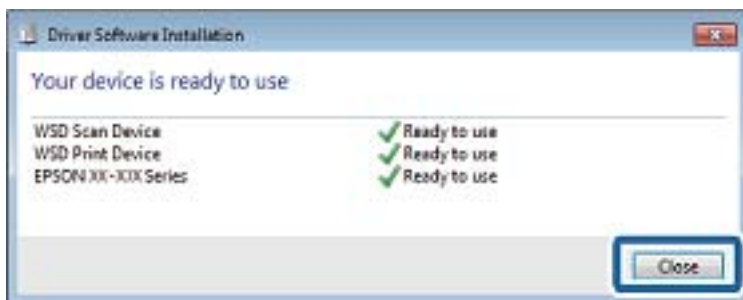 Driver Software Installation
Your device is ready to use
WSD Scan Device Ready to use
WSD Print Device Ready to use
EPSON XX-XXX Series Ready to use
Close